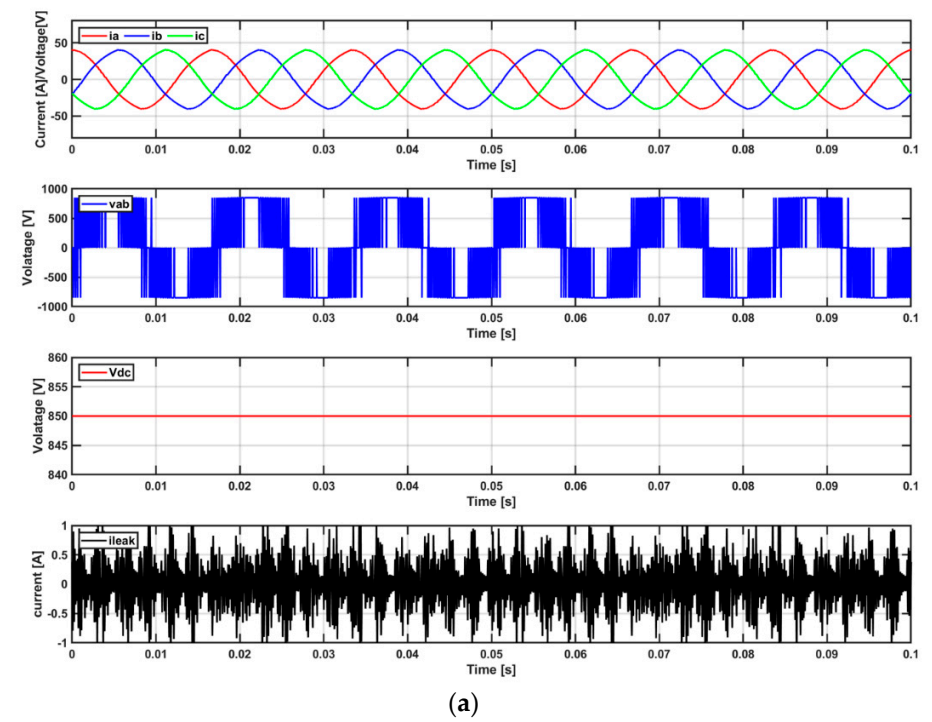 Current [A]/Voltage[V]
50
0
-50
ia ib ic
0 0.01 0.02 0.03 0.04 0.05 0.06 0.07 0.08 0.09 0.1
Time [s]
Volatage [V]
1000
500
0
-500
-1000
vab
0 0.01 0.02 0.03 0.04 0.05 0.06 0.07 0.08 0.09 0.1
Time [s]
Volatage [V]
860
855
850
845
840
Vdc
0 0.01 0.02 0.03 0.04 0.05 0.06 0.07 0.08 0.09 0.1
Time [s]
current [A]
1
0.5
0
-0.5
-1
ileak
0 0.01 0.02 0.03 0.04 0.05 0.06 0.07 0.08 0.09 0.1
Time [s]
(a)